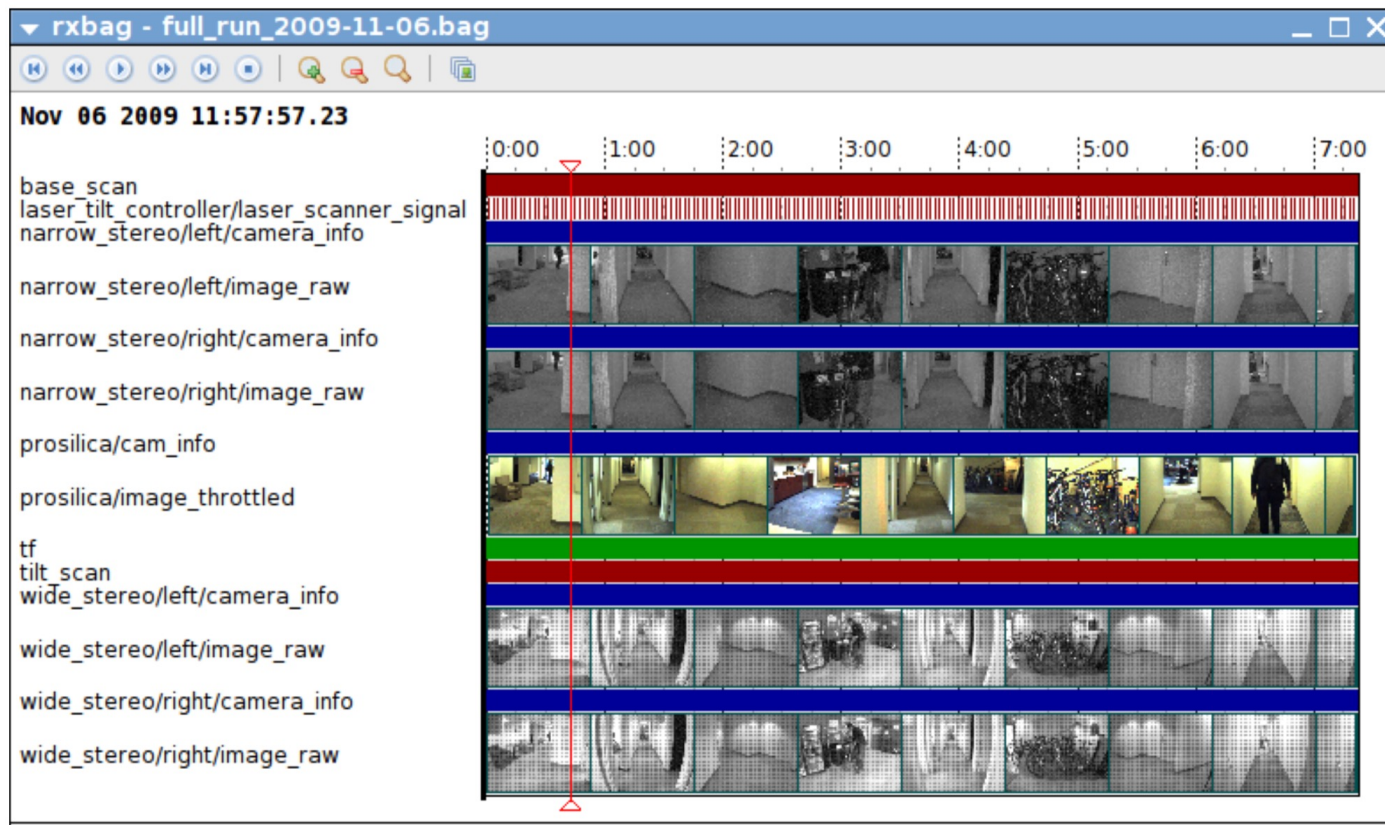 rxbag - full_run_2009-11-06.bag
Nov 06 2009 11:57:57.23
0:00 1:00 2:00 3:00 4:00 5:00 6:00 7:00
base_scan
laser_tilt_controller/laser_scanner_signal
narrow_stereo/left/camera_info
narrow_stereo/left/image_raw
narrow_stereo/right/camera_info
narrow_stereo/right/image_raw
prosilica/cam_info
prosilica/image_throttled
tf
tilt_scan
wide_stereo/left/camera_info
wide_stereo/left/image_raw
wide_stereo/right/camera_info
wide_stereo/right/image_raw